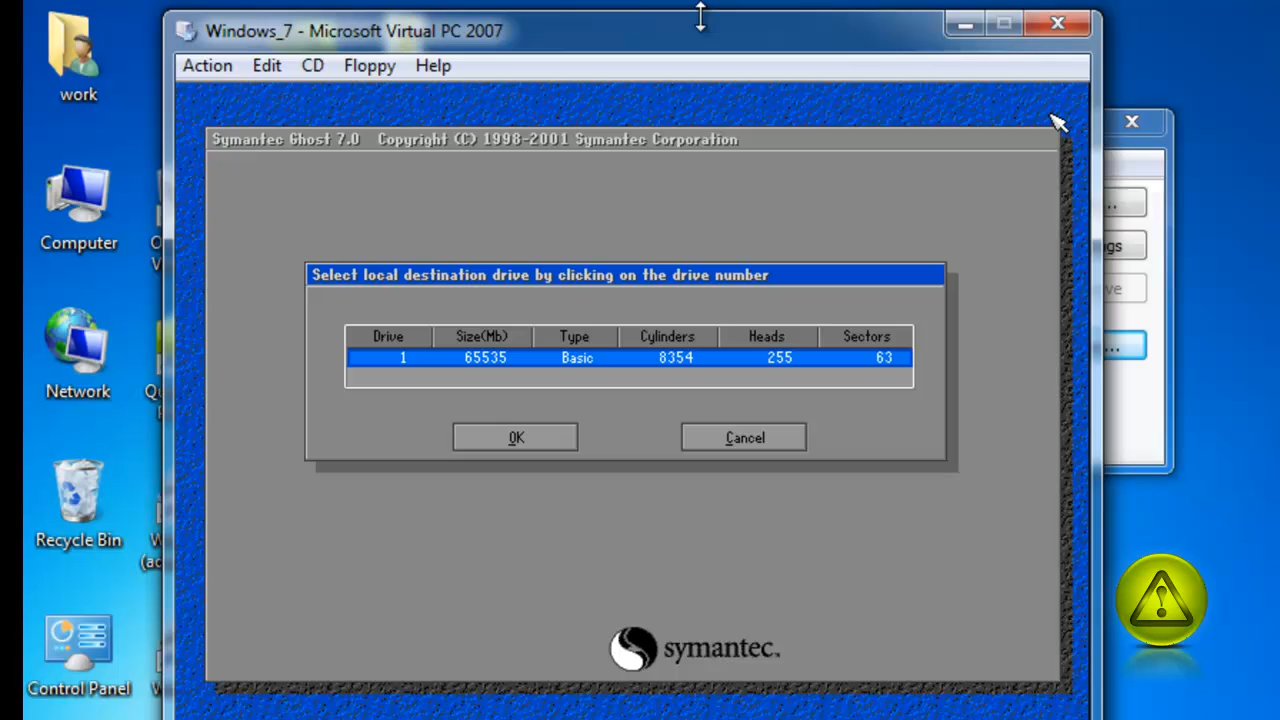 work
Computer
Network
Recycle Bin
Control Panel
Windows_7 - Microsoft Virtual PC 2007
Action Edit CD Floppy Help
Symantec Ghost 7.0 Copyright (C) 1998-2001 Symantec Corporation
Select local destination drive by clicking on the drive number
Drive Size(Mb) Type Cylinders Heads Sectors
1 65535 Basic 8354 255 63
OK Cancel
symantec.